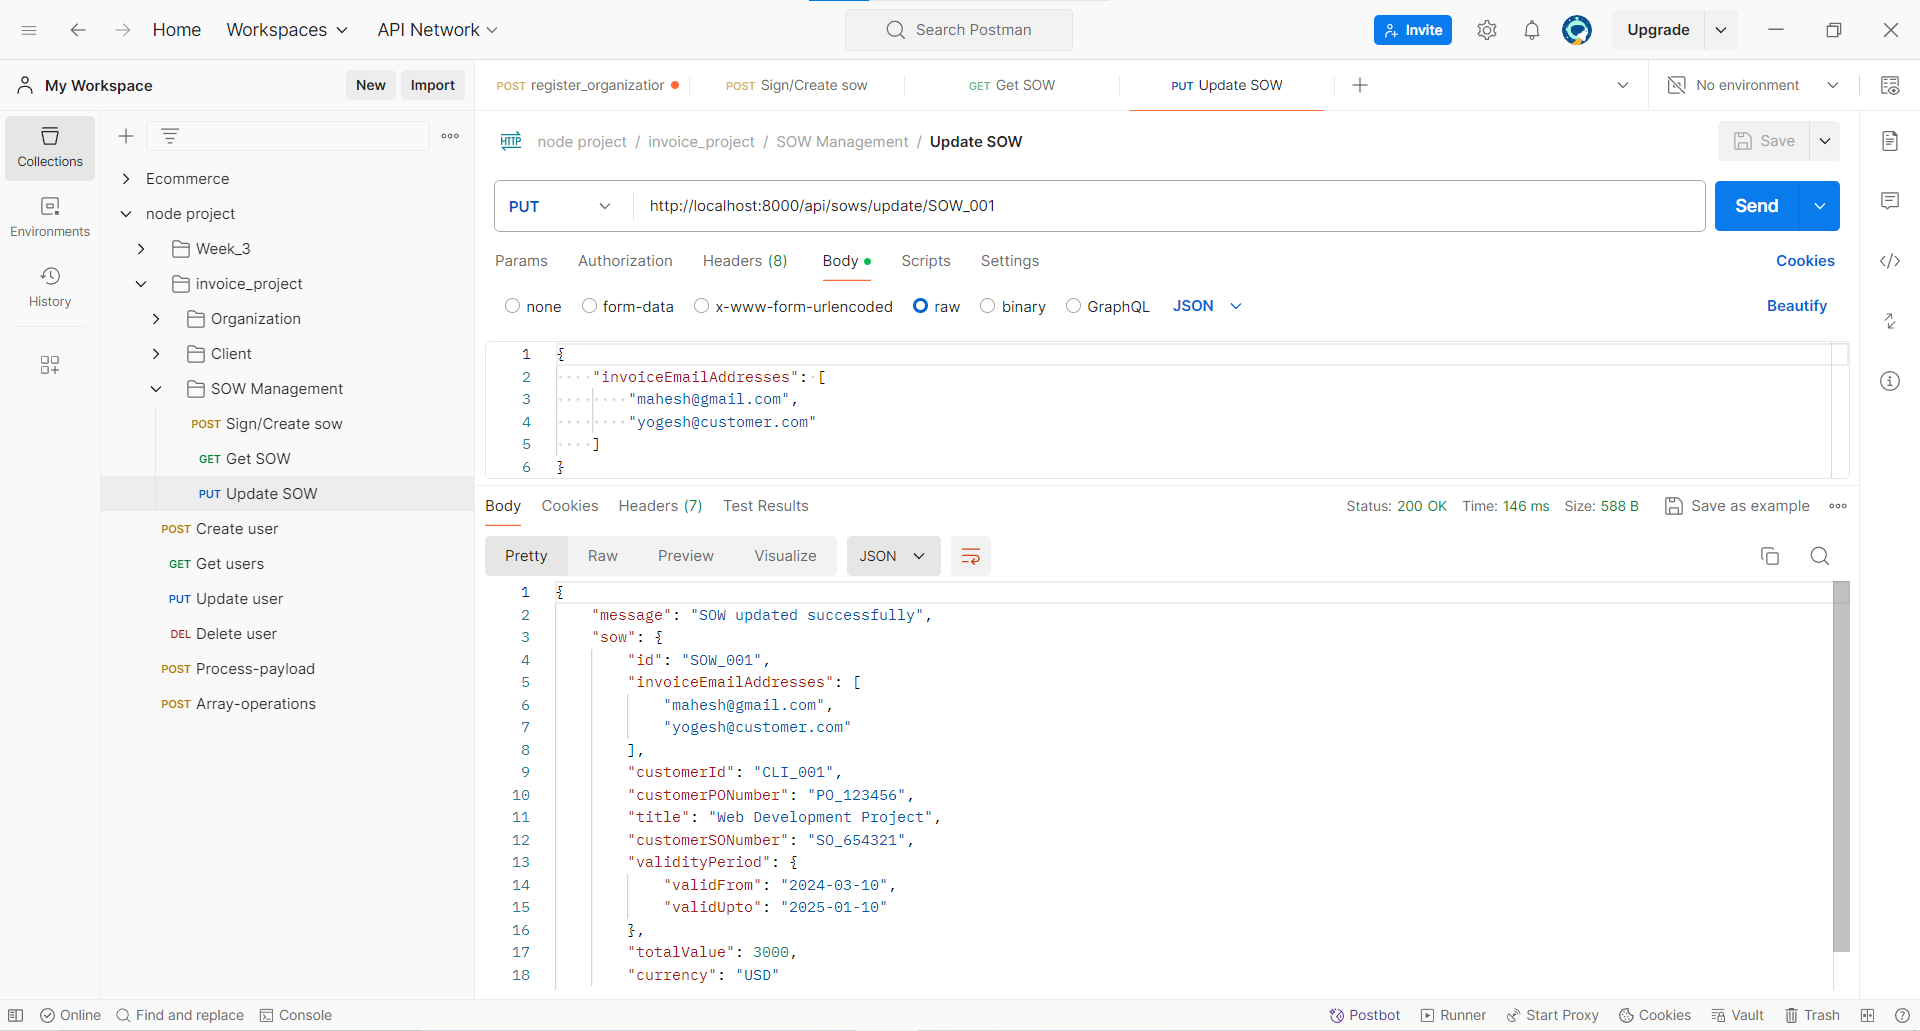 Home
Workspaces
API Network
Search Postman
Invite
Upgrade
My Workspace
New
Import
POST register_organizatior
POST Sign/Create sow
GET Get SOW
PUT Update SOW
No environment
Collections
Environments
History
Ecommerce
node project
Week_3
invoice_project
Organization
Client
SOW Management
POST Sign/Create sow
GET Get SOW
PUT Update SOW
POST Create user
GET Get users
PUT Update user
DEL Delete user
POST Process-payload
POST Array-operations
HTTP node project / invoice_project / SOW Management / Update SOW
Save
PUT
http://localhost:8000/api/sows/update/SOW_001
Send
Params Authorization Headers (8) Body Scripts Settings
Cookies
none form-data x-www-form-urlencoded raw binary GraphQL JSON
Beautify
1 {
2 "invoiceEmailAddresses": [
3 "mahesh@gmail.com",
4 "yogesh@customer.com"
5 ]
6 }
Body Cookies Headers (7) Test Results
Status: 200 OK Time: 146 ms Size: 588 B
Save as example
Pretty Raw Preview Visualize JSON
1 {
2 "message": "SOW updated successfully",
3 "sow": {
4 "id": "SOW_001",
5 "invoiceEmailAddresses": [
6 "mahesh@gmail.com",
7 "yogesh@customer.com"
8 ],
9 "customerId": "CLI_001",
10 "customerPONumber": "PO_123456",
11 "title": "Web Development Project",
12 "customerSONumber": "SO_654321",
13 "validityPeriod": {
14 "validFrom": "2024-03-10",
15 "validUpto": "2025-01-10"
16 },
17 "totalValue": 3000,
18 "currency": "USD"
Online
Find and replace
Console
Postbot
Runner
Start Proxy
Cookies
Vault
Trash